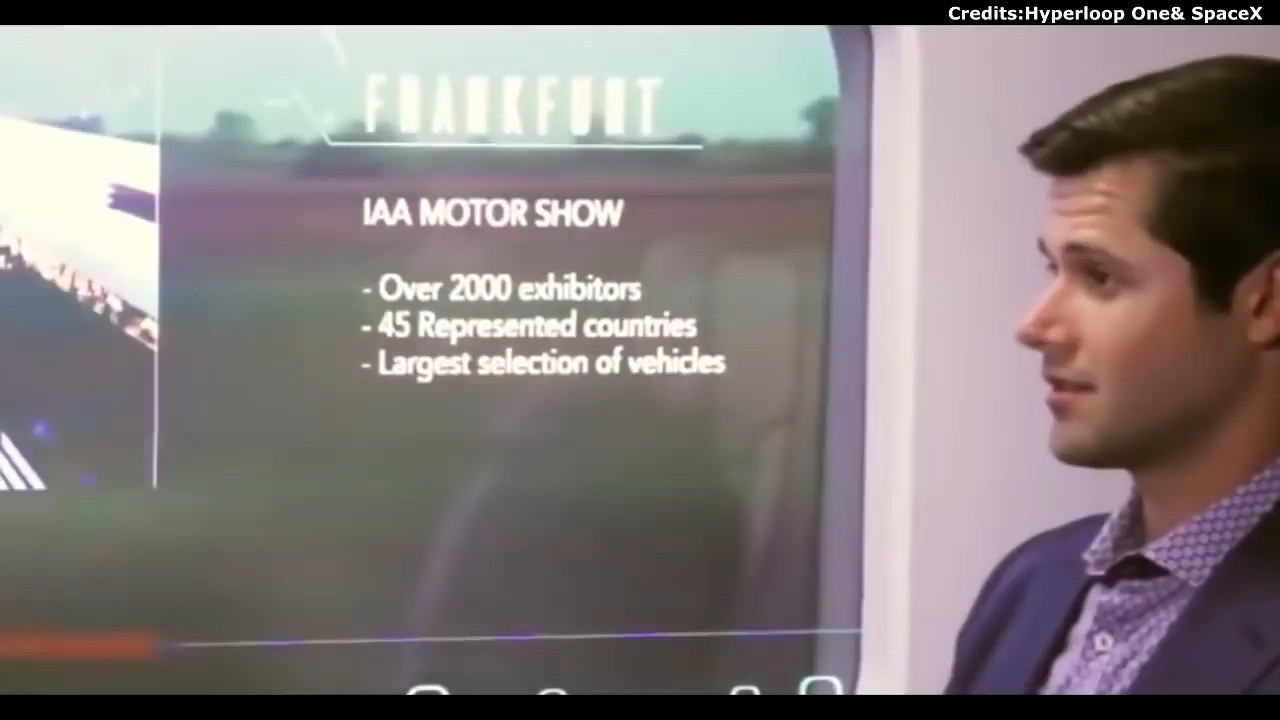 Credits:Hyperloop One& SpaceX
FRANKFURT
IAA MOTOR SHOW
- Over 2000 exhibitors
- 45 Represented countries
- Largest selection of vehicles